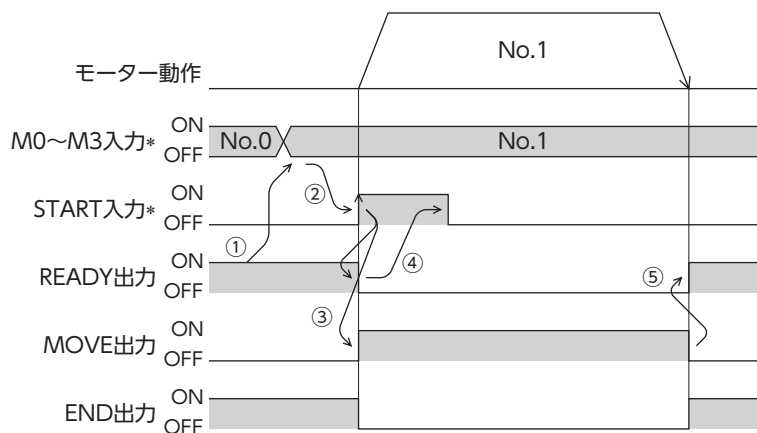 No.1
モーター動作
ON
M0～M3入力* No.0 No.1
OFF
ON
②
START入力*
OFF
①
ON
④
READY出力
OFF
⑤
③
ON
MOVE出力
OFF
ON
END出力
OFF